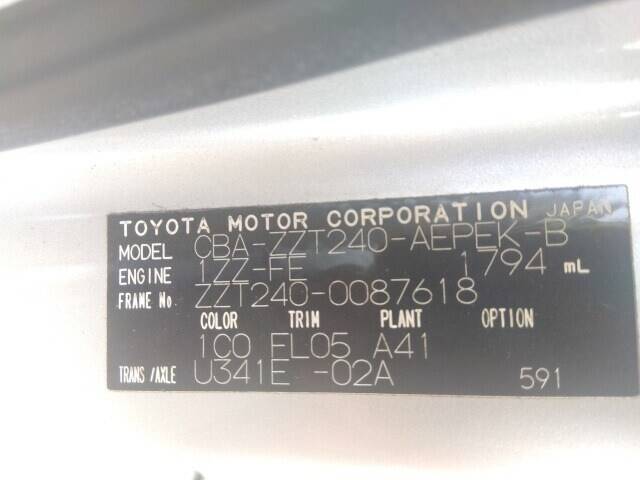 TOYOTA MOTOR CORPORATION JAPAN
MODEL CBA-ZZT240-AEPEK-B
ENGINE 1ZZ-FE 1794 mL
FRAME No. ZZT240-0087618
COLOR TRIM PLANT OPTION
1C0 FL05 A41
TRANS/AXLE U341E -02A 591